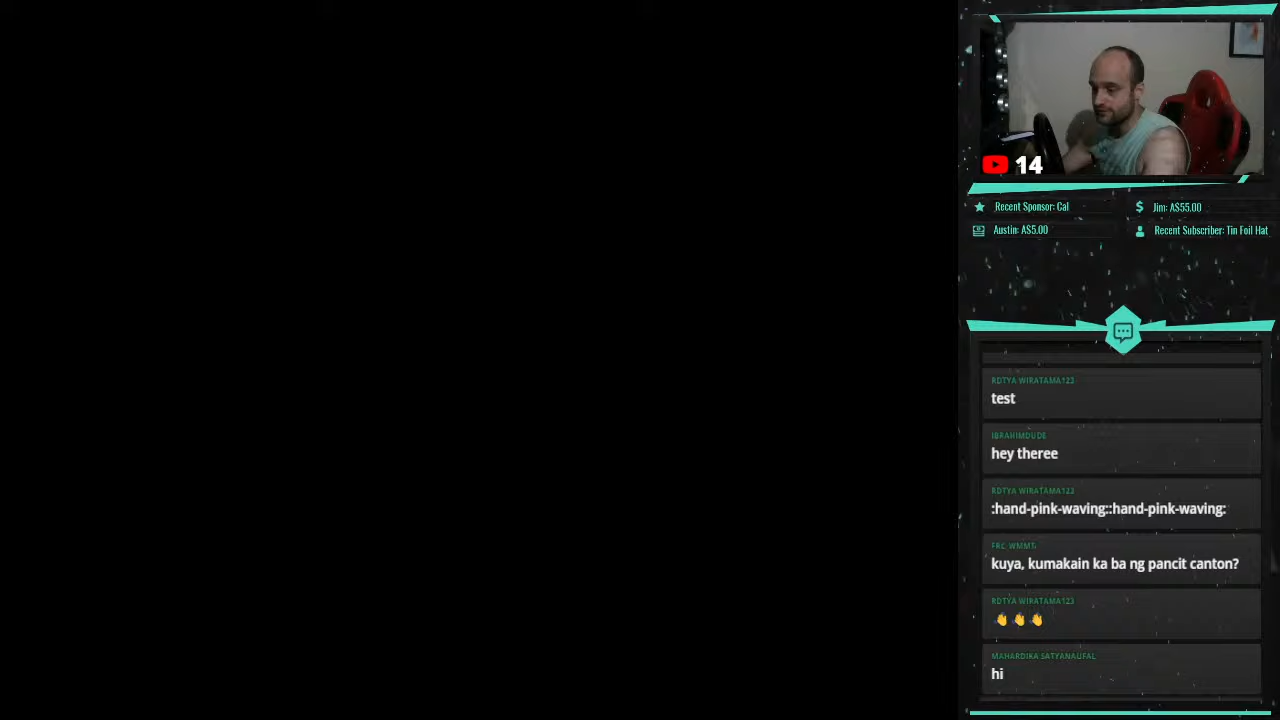 14
Recent Sponsor: Cal
Jim: A$55.00
Austin: A$5.00
Recent Subscriber: Tin Foil Hat
RDTYA WIRATAMA123
test
IBRAHIMDUDE
hey theree
RDTYA WIRATAMA123
:hand-pink-waving::hand-pink-waving:
FRL WMMT
kuya, kumakain ka ba ng pancit canton?
RDTYA WIRATAMA123
👋👋👋
MAHARDIKA SATYANAUFAL
hi